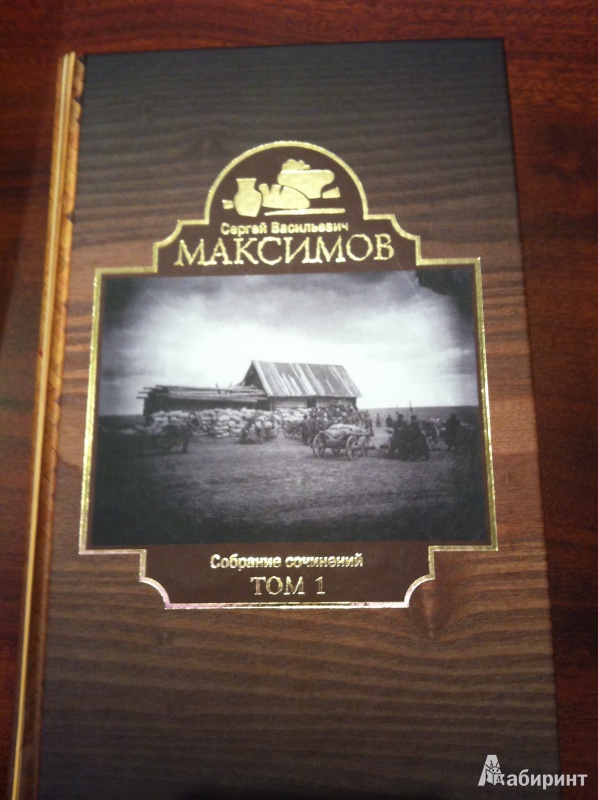 Сергей Васильевич
МАКСИМОВ
Собрание сочинений
ТОМ 1
Лабиринт